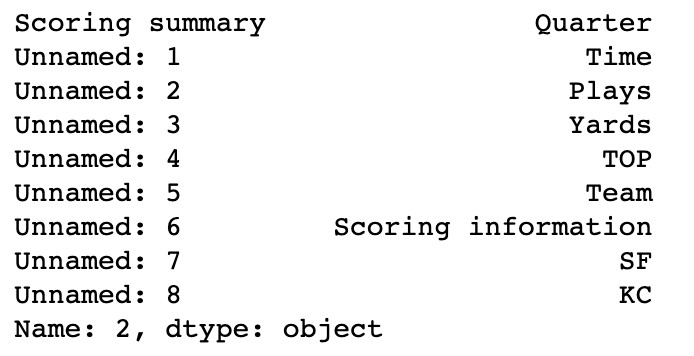 Scoring summary Quarter
Unnamed: 1 Time
Unnamed: 2 Plays
Unnamed: 3 Yards
Unnamed: 4 TOP
Unnamed: 5 Team
Unnamed: 6 Scoring information
Unnamed: 7 SF
Unnamed: 8 KC
Name: 2, dtype: object